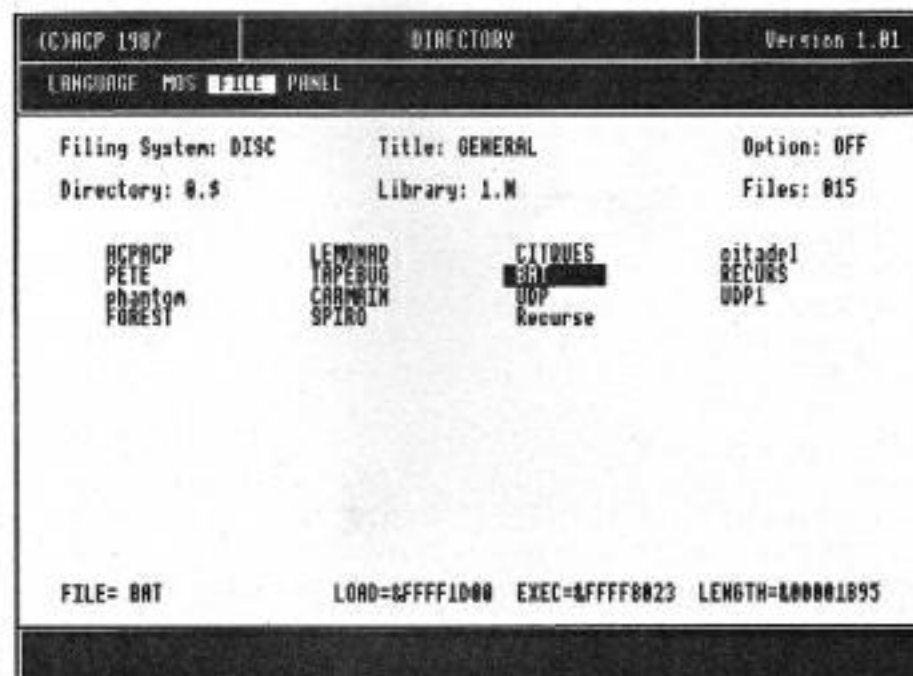 (C)ACP 1987 DIRECTORY Version 1.01
LANGUAGE MOS FILE PANEL
Filing System: DISC Title: GENERAL Option: OFF
Directory: 0.$ Library: 1.M Files: 015
ACPACP LEMONAD CITQUES citadel
PETE TAPEBUG BAT RECURS
phantom CARMAIN UDP UDP1
FOREST SPIRO Recurse
FILE= BAT LOAD=&FFFF1D00 EXEC=&FFFF8023 LENGTH=&00001B95